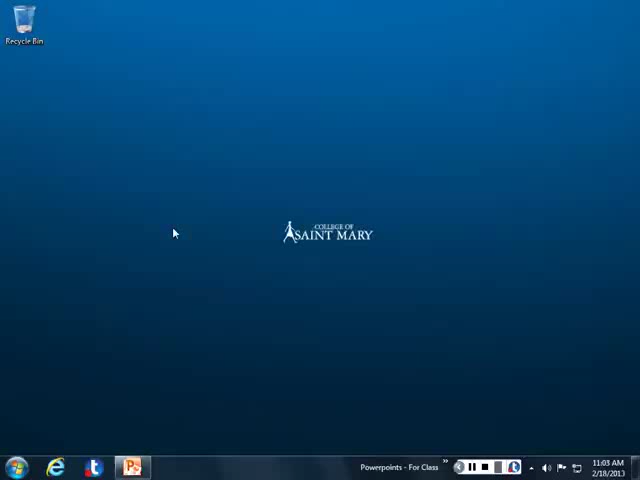 Recycle Bin
COLLEGE OF
SAINT MARY
Powerpoints - For Class
11:03 AM
2/18/2013